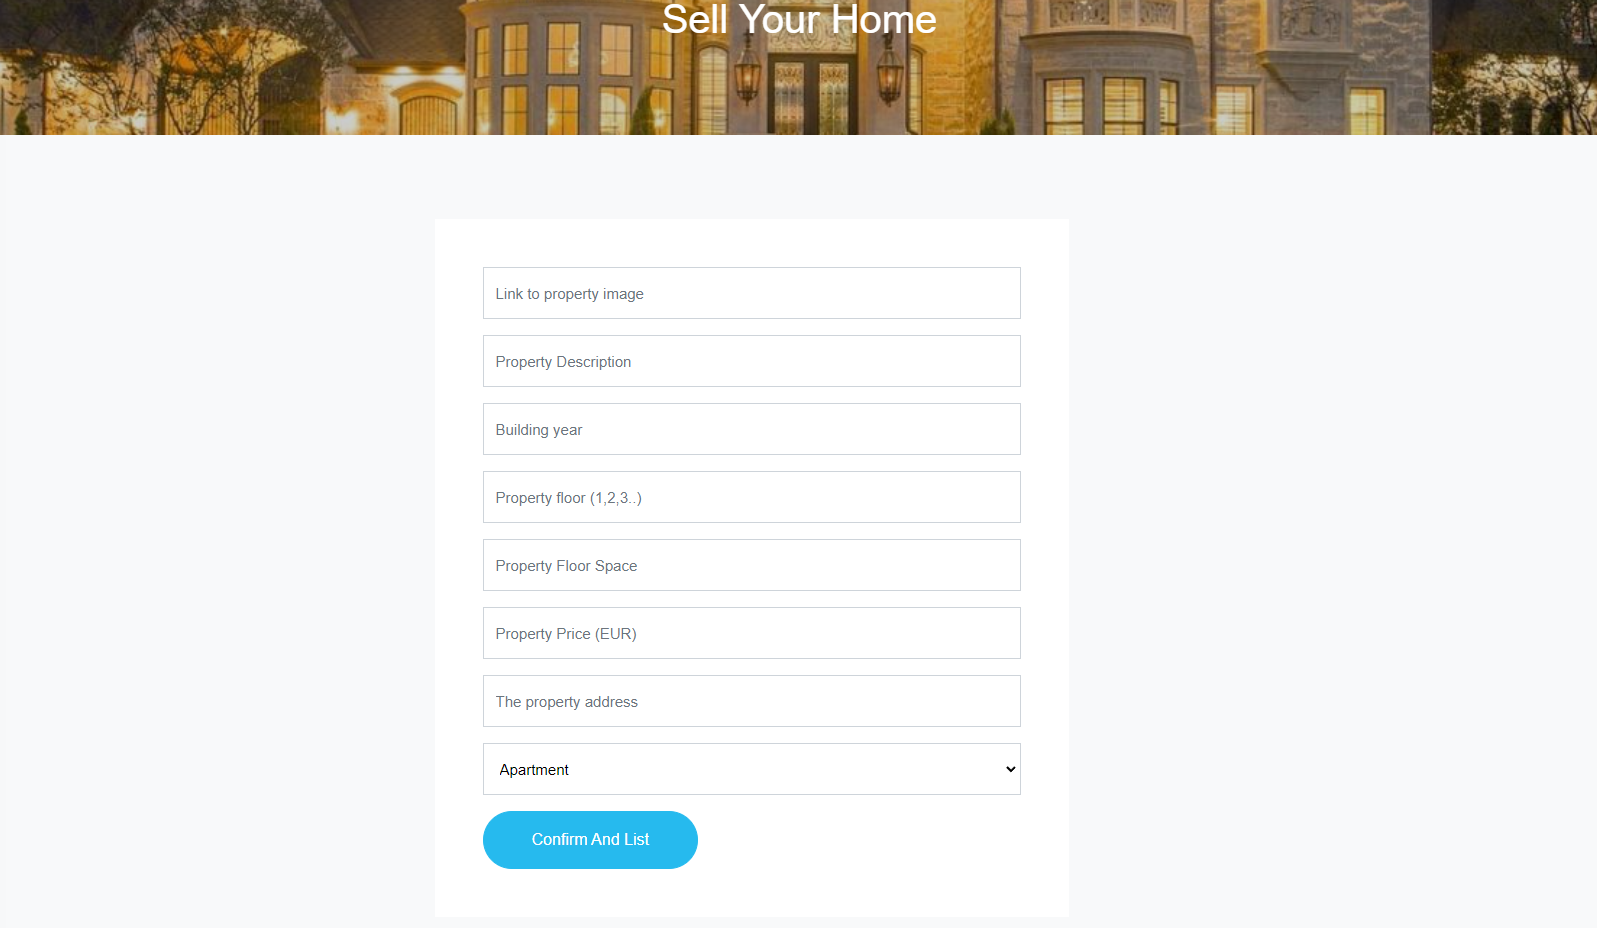 Sell Your Home
Link to property image
Property Description
Building year
Property floor (1,2,3..)
Property Floor Space
Property Price (EUR)
The property address
Apartment
Confirm And List